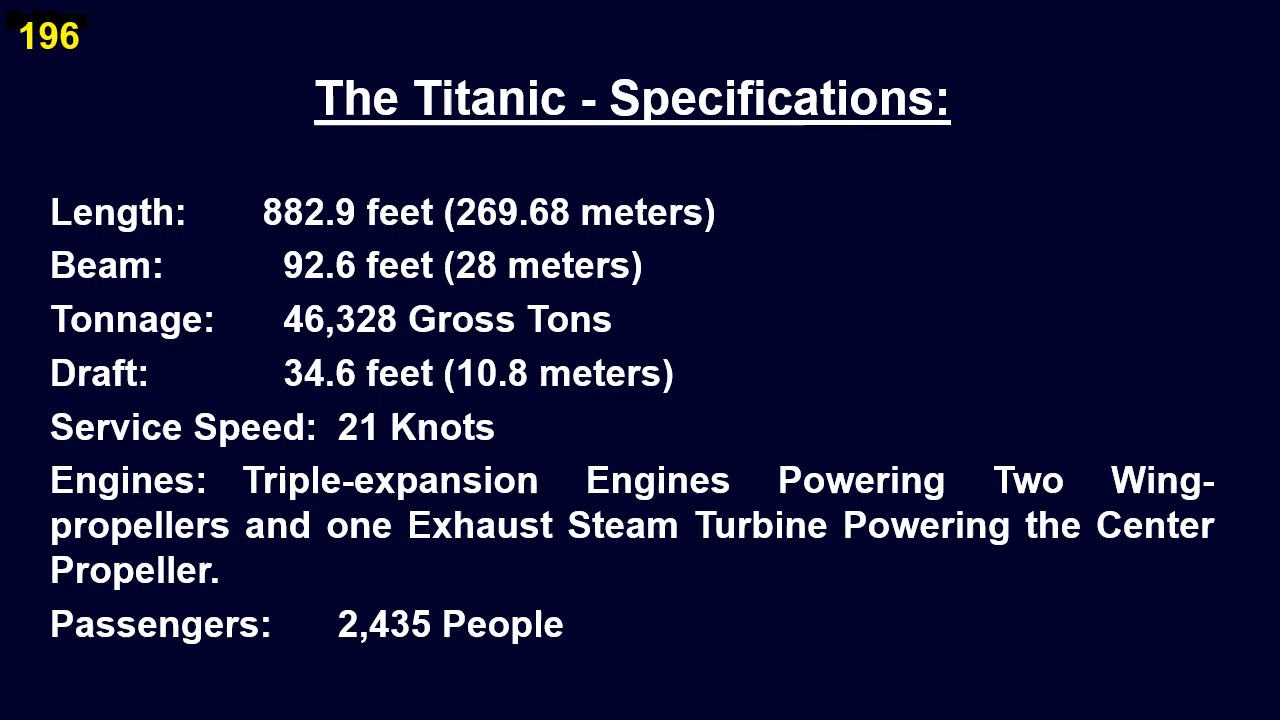 196
The Titanic - Specifications:
Length: 882.9 feet (269.68 meters)
Beam: 92.6 feet (28 meters)
Tonnage: 46,328 Gross Tons
Draft: 34.6 feet (10.8 meters)
Service Speed: 21 Knots
Engines: Triple-expansion Engines Powering Two Wing-
propellers and one Exhaust Steam Turbine Powering the Center
Propeller.
Passengers: 2,435 People